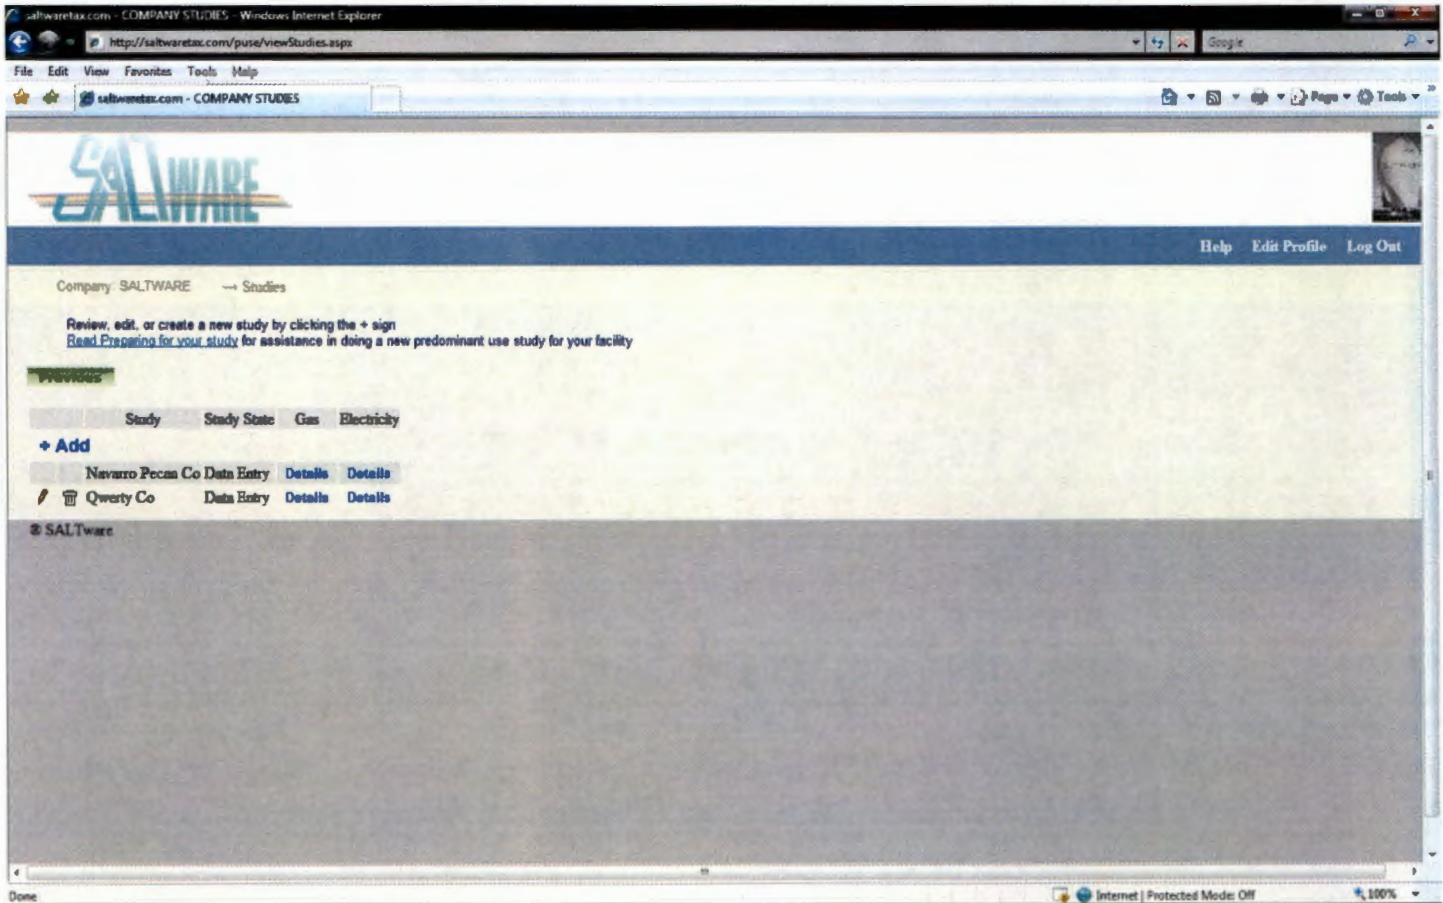 saltwaretax.com - COMPANY STUDIES - Windows Internet Explorer
http://saltwaretax.com/puse/viewStudies.aspx
Google
File Edit View Favorites Tools Help
saltwaretax.com - COMPANY STUDIES
Page Tools
SALTWARE
Help Edit Profile Log Out
Company: SALTWARE → Studies
Review, edit, or create a new study by clicking the + sign
Read Preparing for your study for assistance in doing a new predominant use study for your facility
Previous
Study Study State Gas Electricity
+ Add
Navarro Pecan Co Data Entry Details Details
Qwerty Co Data Entry Details Details
® SALTware
Done
Internet | Protected Mode: Off
100%